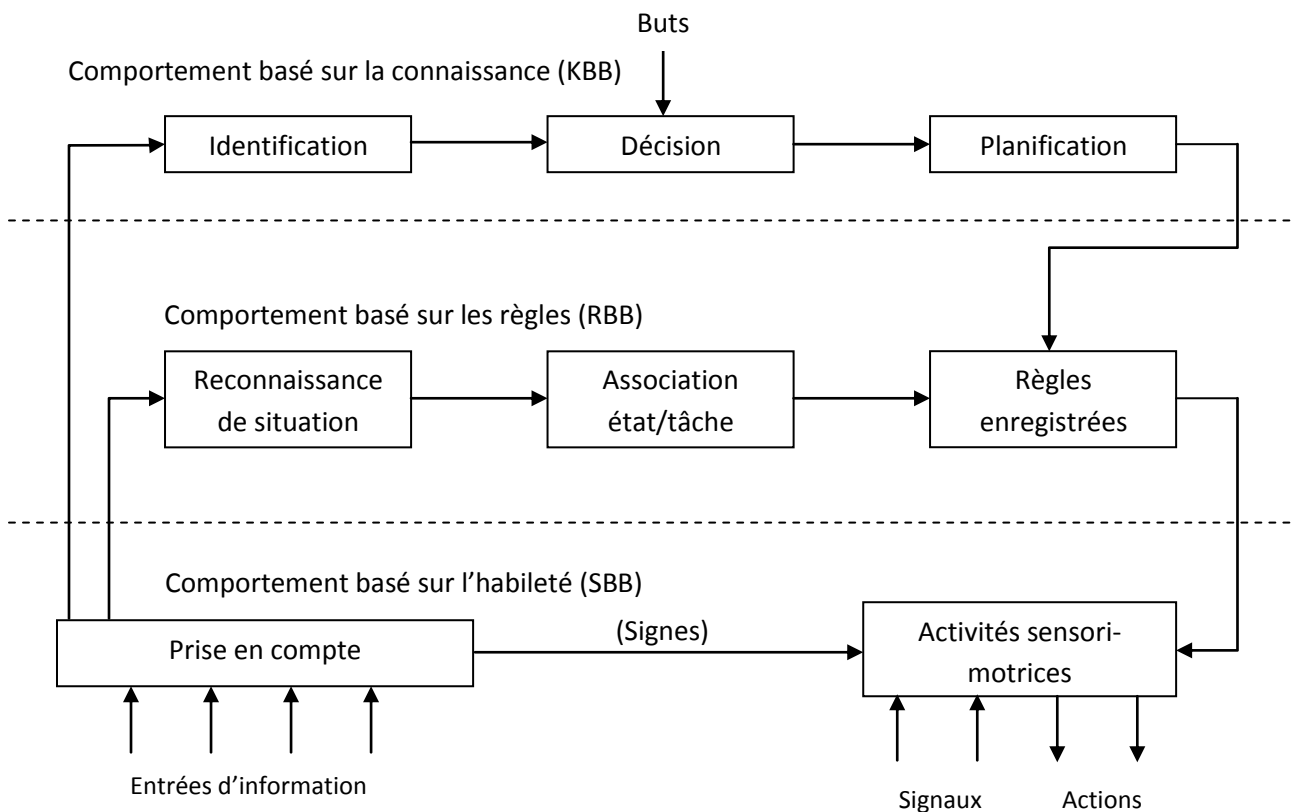 Buts
Comportement basé sur la connaissance (KBB)
Identification
Décision
Planification
Comportement basé sur les règles (RBB)
Reconnaissance
de situation
Association
état/tâche
Règles
enregistrées
Comportement basé sur l’habileté (SBB)
Prise en compte
(Signes)
Activités sensori-
motrices
Entrées d’information
Signaux
Actions